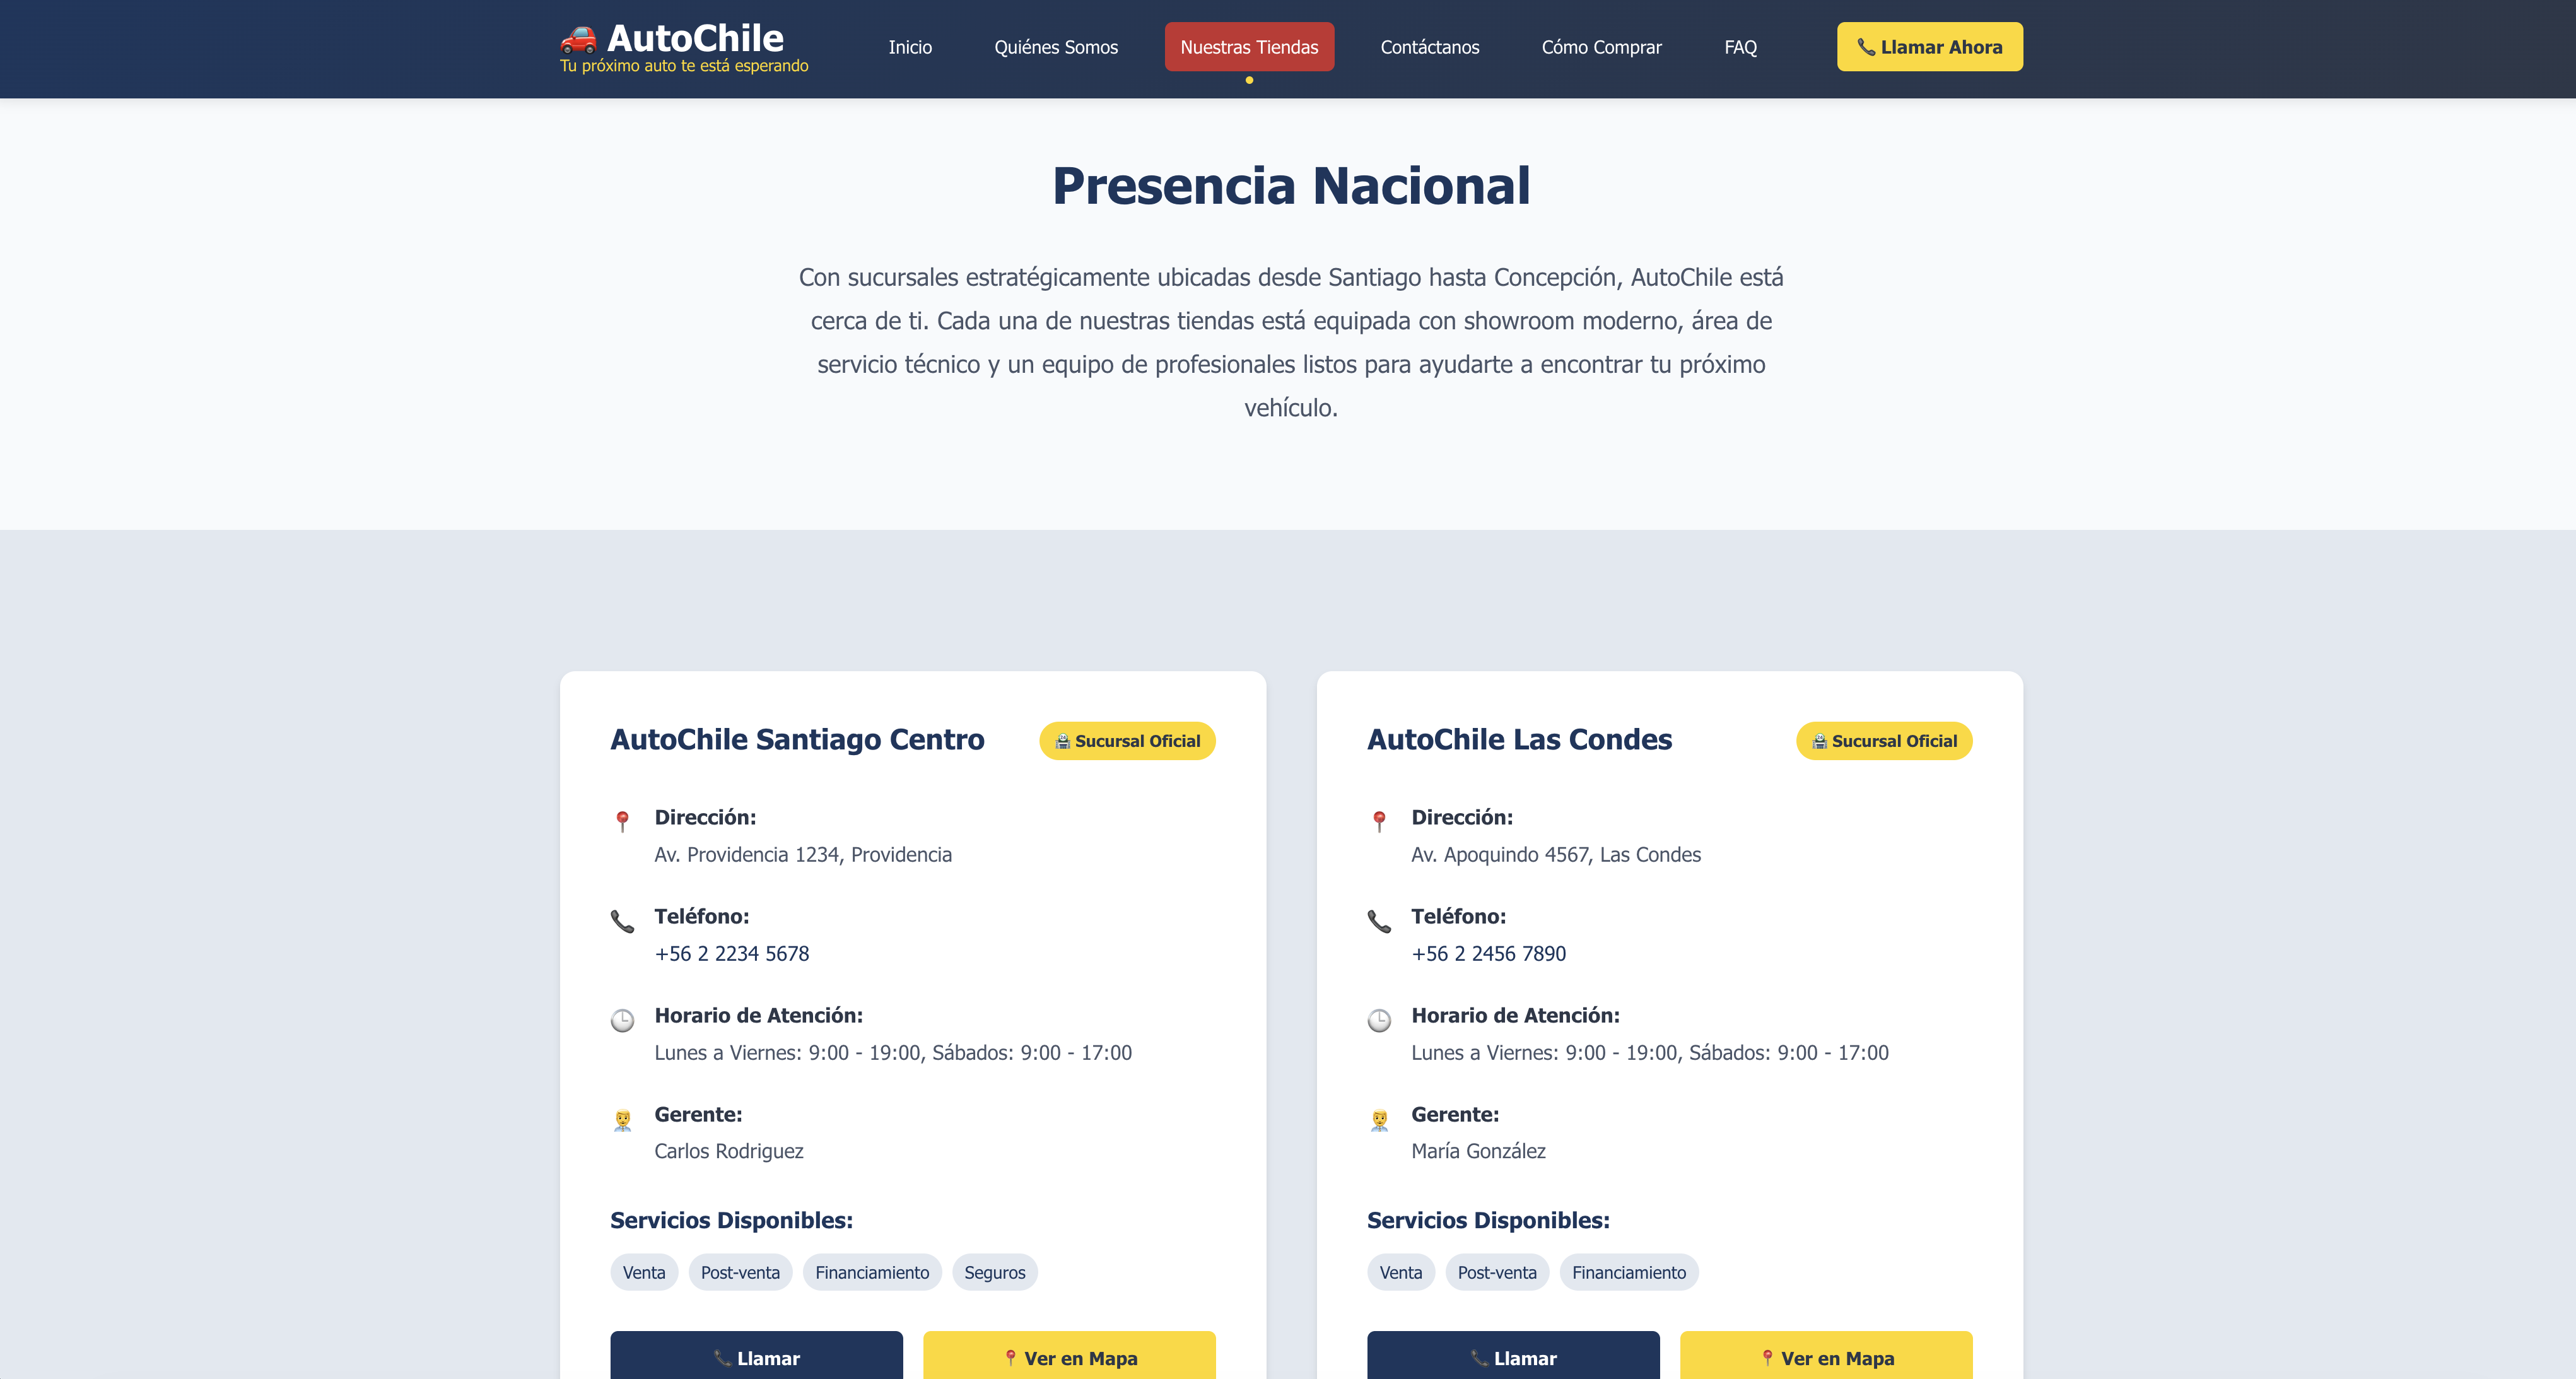 AutoChile
Tu próximo auto te está esperando
Inicio
Quiénes Somos
Nuestras Tiendas
Contáctanos
Cómo Comprar
FAQ
Llamar Ahora
Presencia Nacional
Con sucursales estratégicamente ubicadas desde Santiago hasta Concepción, AutoChile está
cerca de ti. Cada una de nuestras tiendas está equipada con showroom moderno, área de
servicio técnico y un equipo de profesionales listos para ayudarte a encontrar tu próximo
vehículo.
AutoChile Santiago Centro
Sucursal Oficial
Dirección:
Av. Providencia 1234, Providencia
Teléfono:
+56 2 2234 5678
Horario de Atención:
Lunes a Viernes: 9:00 - 19:00, Sábados: 9:00 - 17:00
Gerente:
Carlos Rodriguez
Servicios Disponibles:
Venta
Post-venta
Financiamiento
Seguros
Llamar
Ver en Mapa
AutoChile Las Condes
Sucursal Oficial
Dirección:
Av. Apoquindo 4567, Las Condes
Teléfono:
+56 2 2456 7890
Horario de Atención:
Lunes a Viernes: 9:00 - 19:00, Sábados: 9:00 - 17:00
Gerente:
María González
Servicios Disponibles:
Venta
Post-venta
Financiamiento
Llamar
Ver en Mapa